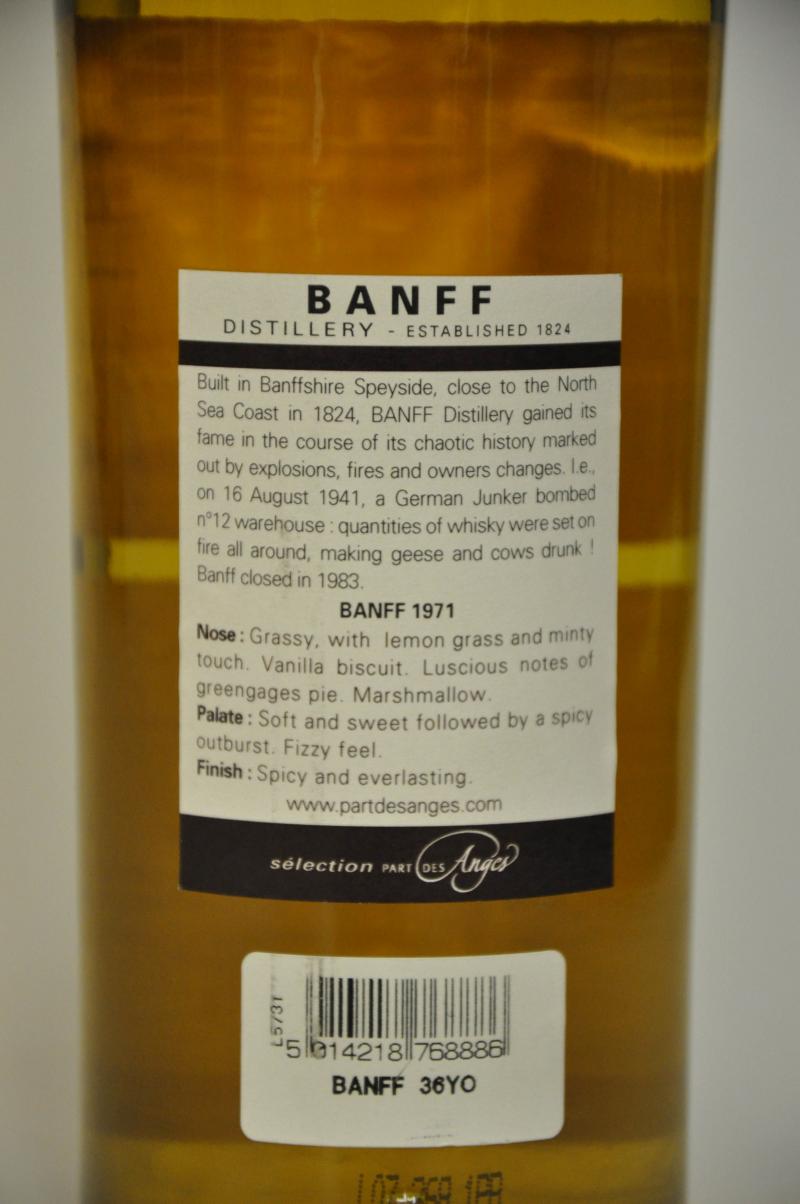 BANFF
DISTILLERY - ESTABLISHED 1824
Built in Banffshire Speyside, close to the North
Sea Coast in 1824, BANFF Distillery gained its
fame in the course of its chaotic history marked
out by explosions, fires and owners changes. I.e.,
on 16 August 1941, a German Junker bombed
n°12 warehouse : quantities of whisky were set on
fire all around, making geese and cows drunk !
Banff closed in 1983.
BANFF 1971
Nose : Grassy, with lemon grass and minty
touch. Vanilla biscuit. Luscious notes of
greengages pie. Marshmallow.
Palate : Soft and sweet followed by a spicy
outburst. Fizzy feel.
Finish : Spicy and everlasting.
www.partdesanges.com
sélection PART DES Anges
L5731
5 014218 768886
BANFF 36YO